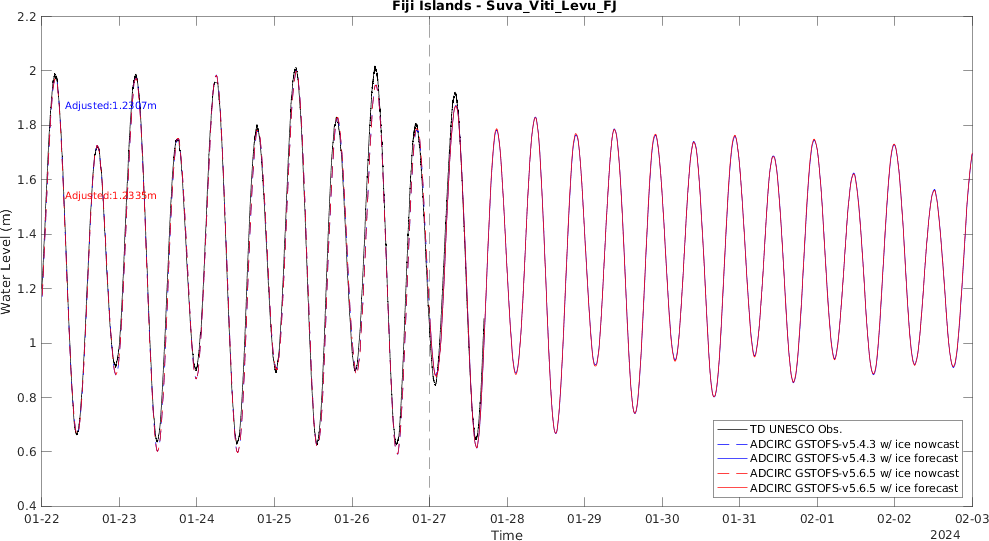 Fiji Islands - Suva_Viti_Levu_FJ
2.2
2
1.8
1.6
1.4
1.2
1
0.8
0.6
0.4
Water Level (m)
Adjusted:1.2307m
Adjusted:1.2335m
TD UNESCO Obs.
ADCIRC GSTOFS-v5.4.3 w/ ice nowcast
ADCIRC GSTOFS-v5.4.3 w/ ice forecast
ADCIRC GSTOFS-v5.6.5 w/ ice nowcast
ADCIRC GSTOFS-v5.6.5 w/ ice forecast
01-22 01-23 01-24 01-25 01-26 01-27 01-28 01-29 01-30 01-31 02-01 02-02 02-03
Time
2024